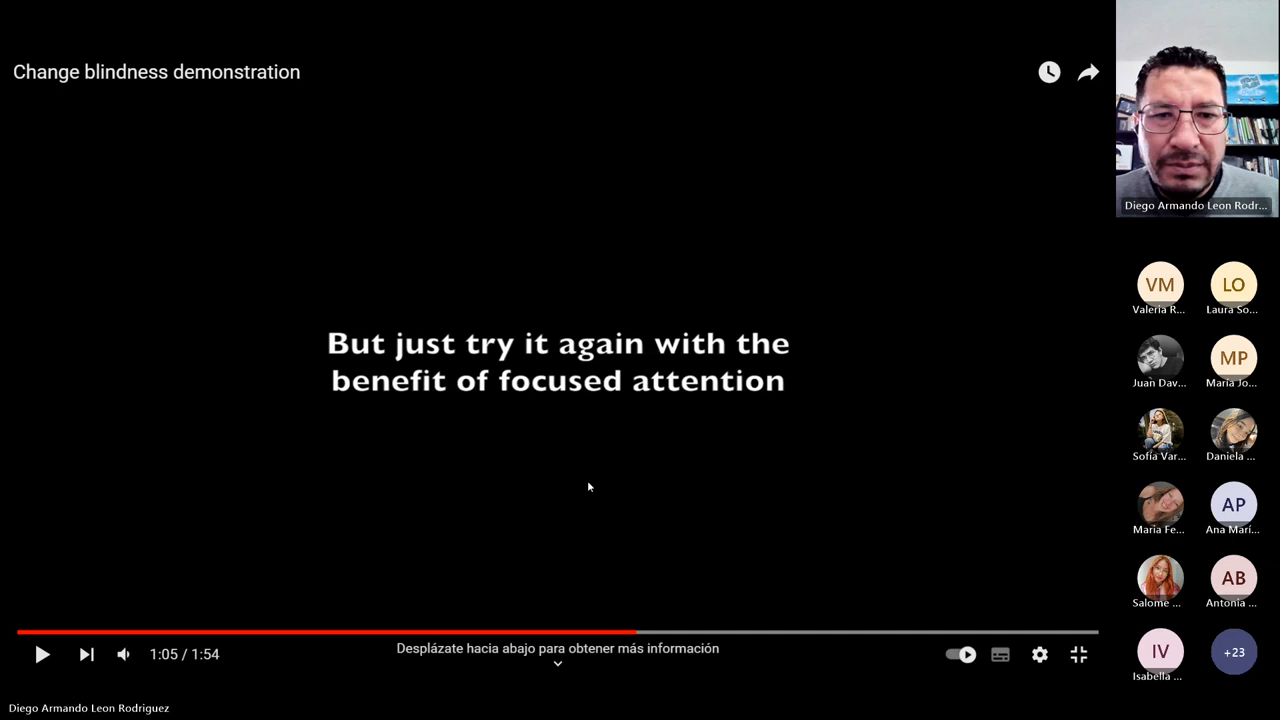 Change blindness demonstration
But just try it again with the
benefit of focused attention
1:05 / 1:54
Desplázate hacia abajo para obtener más información
Diego Armando Leon Rodr...
VM
Valeria R...
LO
Laura So...
Juan Dav...
MP
Maria Jo...
Sofía Var...
Daniela ...
Maria Fe...
AP
Ana Marí...
Salome ...
AB
Antonia ...
IV
Isabella ...
+23
Diego Armando Leon Rodriguez